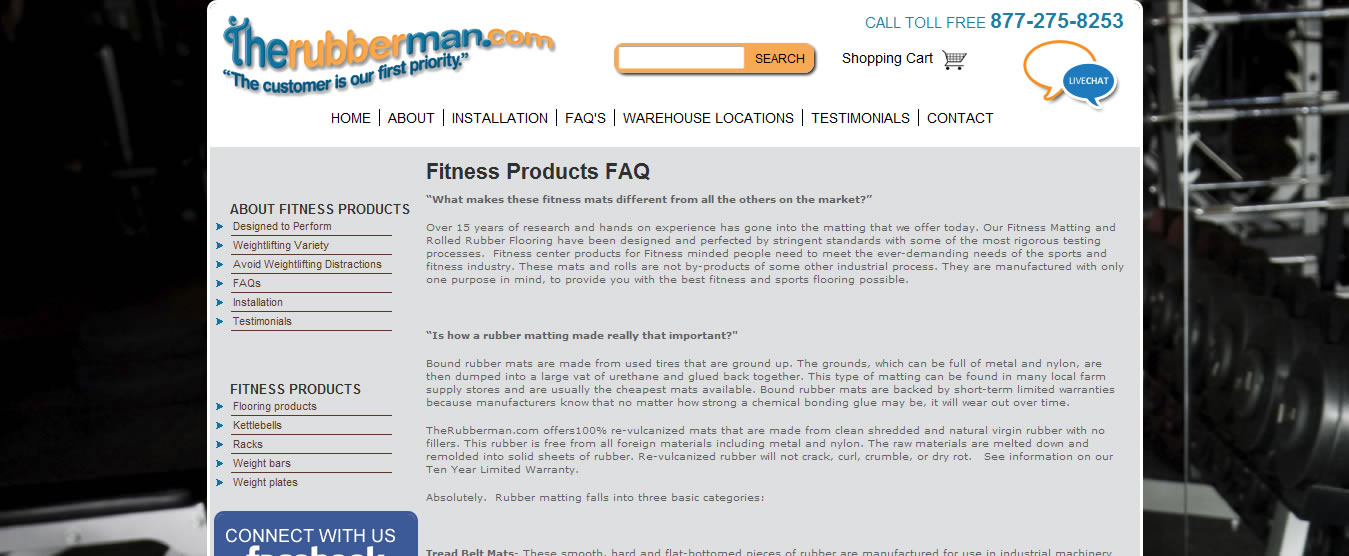 therubberman.com
"The customer is our first priority."
CALL TOLL FREE 877-275-8253
SEARCH
Shopping Cart
LIVECHAT
HOME | ABOUT | INSTALLATION | FAQ'S | WAREHOUSE LOCATIONS | TESTIMONIALS | CONTACT
ABOUT FITNESS PRODUCTS
Designed to Perform
Weightlifting Variety
Avoid Weightlifting Distractions
FAQs
Installation
Testimonials
FITNESS PRODUCTS
Flooring products
Kettlebells
Racks
Weight bars
Weight plates
CONNECT WITH US
facebook
Fitness Products FAQ
“What makes these fitness mats different from all the others on the market?”
Over 15 years of research and hands on experience has gone into the matting that we offer today. Our Fitness Matting and
Rolled Rubber Flooring have been designed and perfected by stringent standards with some of the most rigorous testing
processes.  Fitness center products for Fitness minded people need to meet the ever-demanding needs of the sports and
fitness industry. These mats and rolls are not by-products of some other industrial process. They are manufactured with only
one purpose in mind, to provide you with the best fitness and sports flooring possible.
“Is how a rubber matting made really that important?"
Bound rubber mats are made from used tires that are ground up. The grounds, which can be full of metal and nylon, are
then dumped into a large vat of urethane and glued back together. This type of matting can be found in many local farm
supply stores and are usually the cheapest mats available. Bound rubber mats are backed by short-term limited warranties
because manufacturers know that no matter how strong a chemical bonding glue may be, it will wear out over time.
TheRubberman.com offers100% re-vulcanized mats that are made from clean shredded and natural virgin rubber with no
fillers. This rubber is free from all foreign materials including metal and nylon. The raw materials are melted down and
remolded into solid sheets of rubber. Re-vulcanized rubber will not crack, curl, crumble, or dry rot.   See information on our
Ten Year Limited Warranty.
Absolutely.  Rubber matting falls into three basic categories:
Tread Belt Mats- These smooth, hard and flat-bottomed pieces of rubber are manufactured for use in industrial machinery